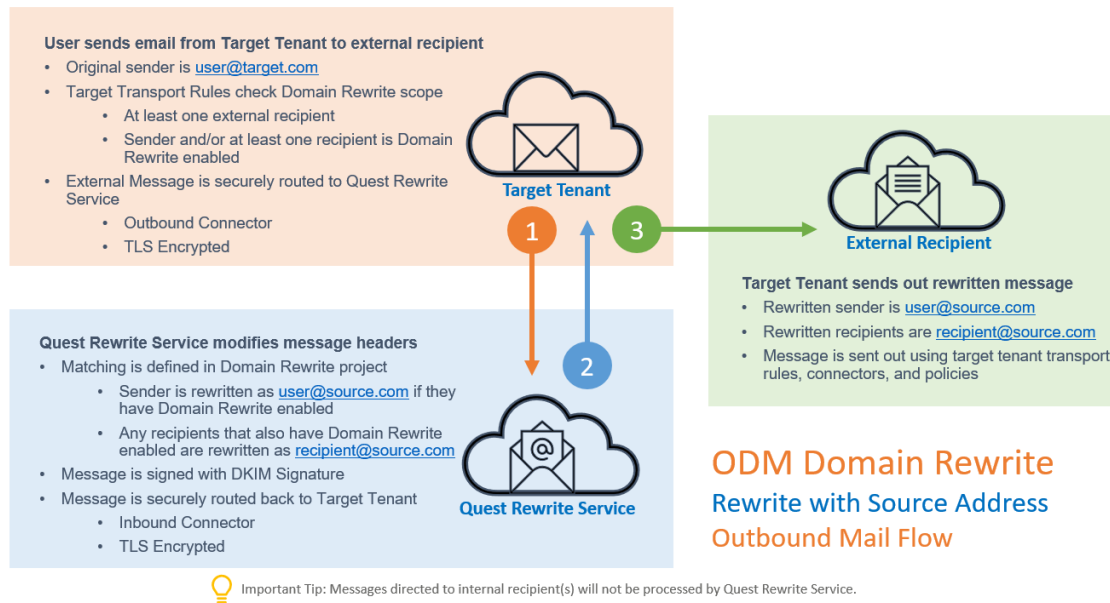 User sends email from Target Tenant to external recipient
• Original sender is user@target.com
• Target Transport Rules check Domain Rewrite scope
• At least one external recipient
• Sender and/or at least one recipient is Domain
Rewrite enabled
• External Message is securely routed to Quest Rewrite
Service
• Outbound Connector
• TLS Encrypted
Target Tenant
1
2
3
External Recipient
Target Tenant sends out rewritten message
• Rewritten sender is user@source.com
• Rewritten recipients are recipient@source.com
• Message is sent out using target tenant transport
rules, connectors, and policies
Quest Rewrite Service modifies message headers
• Matching is defined in Domain Rewrite project
• Sender is rewritten as user@source.com if they
have Domain Rewrite enabled
• Any recipients that also have Domain Rewrite
enabled are rewritten as recipient@source.com
• Message is signed with DKIM Signature
• Message is securely routed back to Target Tenant
• Inbound Connector
• TLS Encrypted
@
Quest Rewrite Service
ODM Domain Rewrite
Rewrite with Source Address
Outbound Mail Flow
Important Tip: Messages directed to internal recipient(s) will not be processed by Quest Rewrite Service.